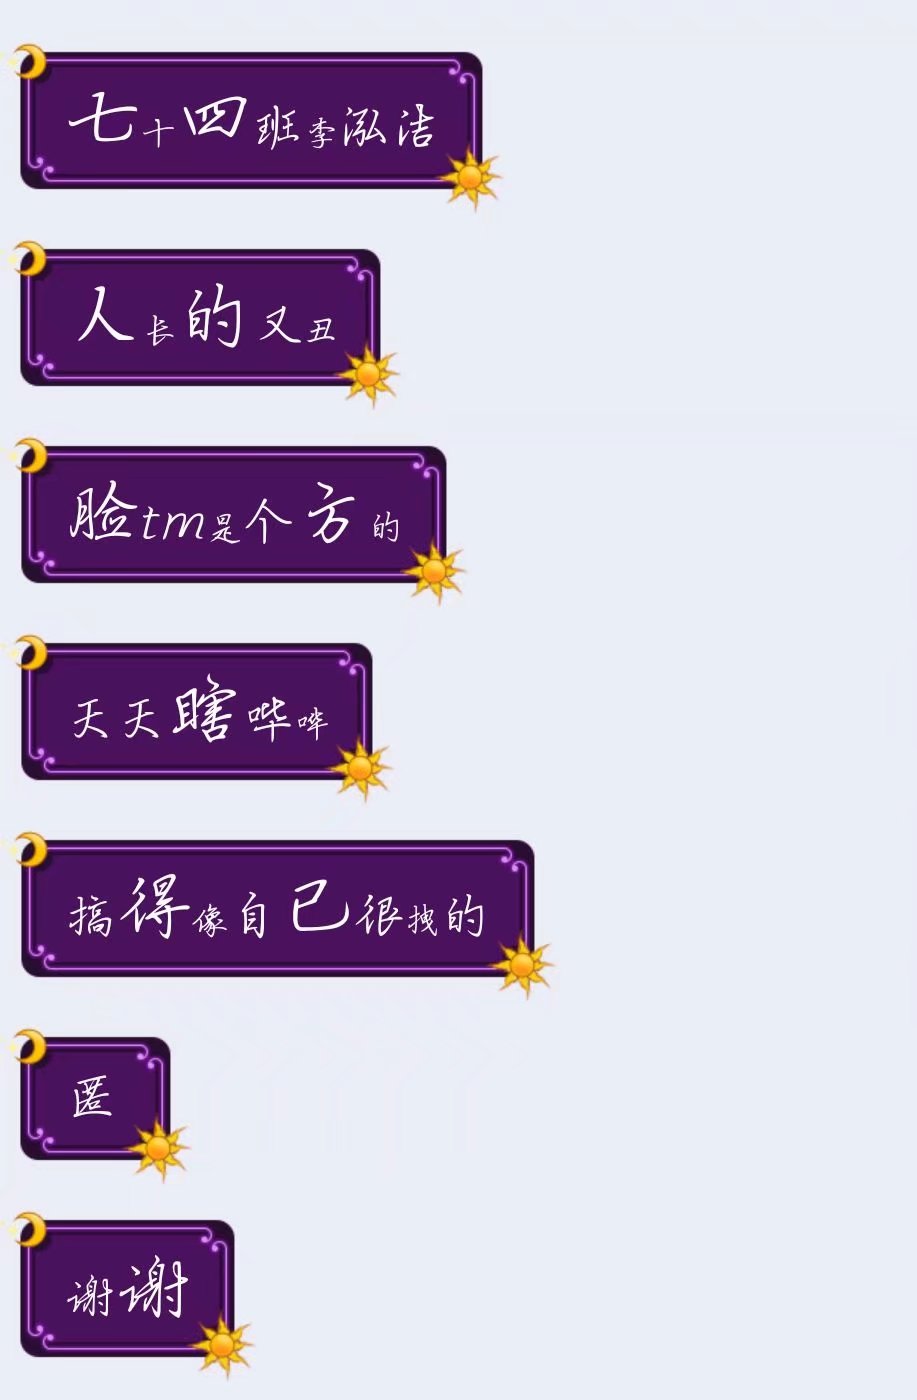 七十四班李泓洁
人长的又丑
脸tm是个方的
天天瞎哔哔
搞得像自己很拽的
匿
谢谢